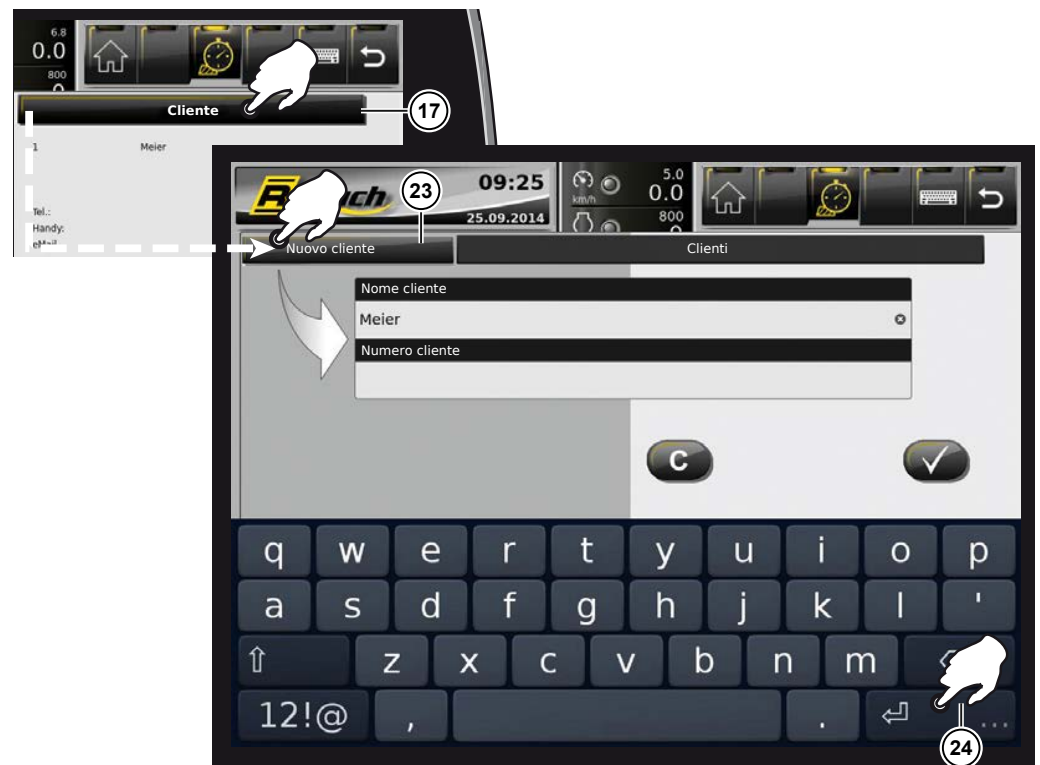 6.8
0.0
800
Cliente
17
1 Meier
Tel.:
Handy:
eMail
23
09:25
25.09.2014
km/h
5.0
0.0
800
Nuovo cliente
Clienti
Nome cliente
Meier
Numero cliente
C
q w e r t y u i o p
a s d f g h j k l '
z x c v b n m
12!@ , . ...
24